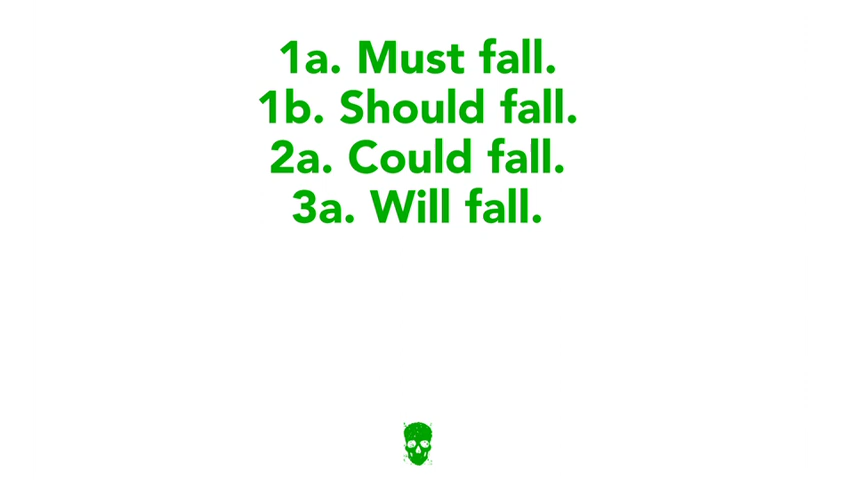 1a. Must fall.
1b. Should fall.
2a. Could fall.
3a. Will fall.